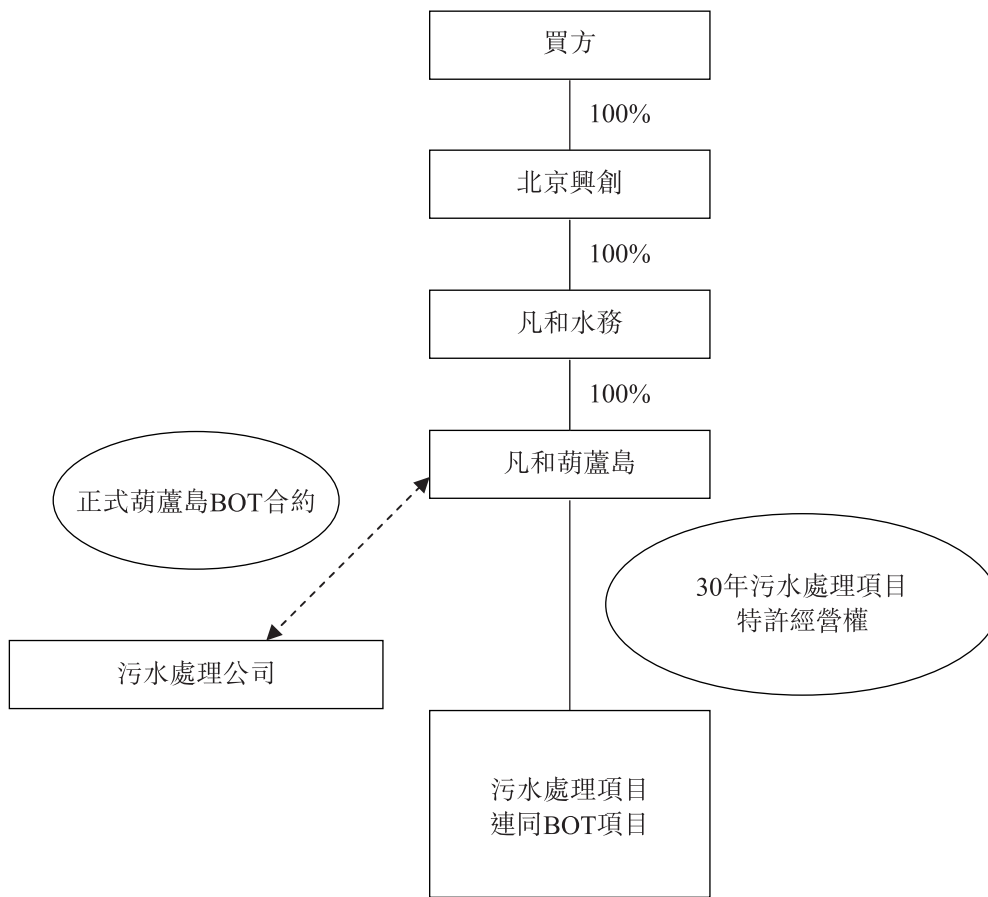 買方
100%
北京興創
100%
凡和水務
100%
凡和葫蘆島
正式葫蘆島BOT合約
30年污水處理項目
特許經營權
污水處理公司
污水處理項目
連同BOT項目